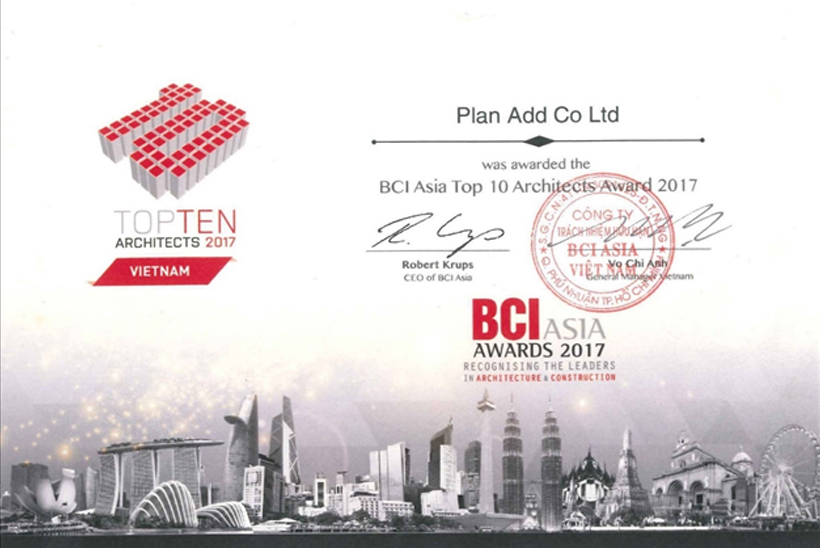 TOPTEN
ARCHITECTS 2017
VIETNAM
Plan Add Co Ltd
was awarded the
BCI Asia Top 10 Architects Award 2017
R. Krups
Robert Krups
CEO of BCI Asia
Vo Chi Anh
General Manager Vietnam
CÔNG TY
TRÁCH NHIỆM HỮU HẠN
BCI ASIA
VIỆT NAM
Q PHÚ NHUẬN TP. HỒ CHÍ MINH
BCI ASIA
AWARDS 2017
RECOGNISING THE LEADERS
IN ARCHITECTURE & CONSTRUCTION